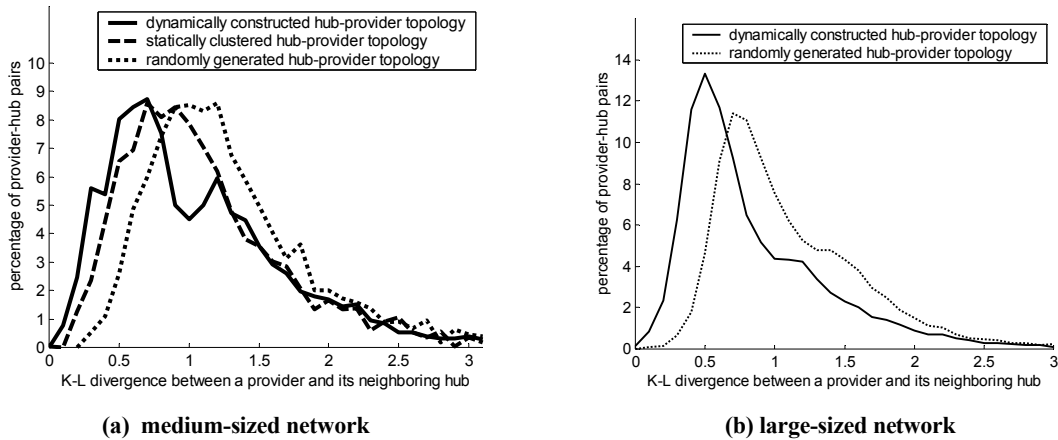 dynamically constructed hub-provider topology
statically clustered hub-provider topology
randomly generated hub-provider topology
percentage of provider-hub pairs
10
9
8
7
6
5
4
3
2
1
0
0 0.5 1 1.5 2 2.5 3
K-L divergence between a provider and its neighboring hub
(a) medium-sized network
dynamically constructed hub-provider topology
randomly generated hub-provider topology
percentage of provider-hub pairs
14
12
10
8
6
4
2
0
0 0.5 1 1.5 2 2.5 3
K-L divergence between a provider and its neighboring hub
(b) large-sized network